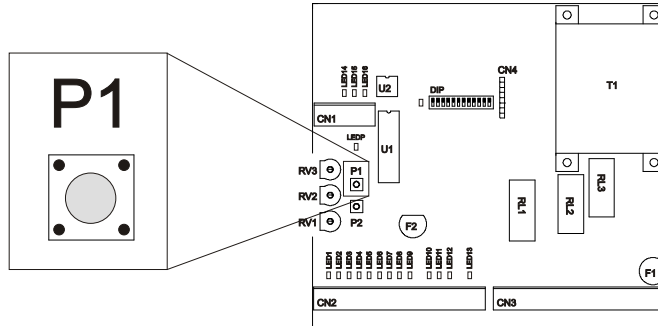 P1
LED14
LED15
LED16
U2
DIP
CN4
T1
CN1
LEDP
U1
RV3
P1
RV2
P2
RV1
F2
RL1
RL2
RL3
LED1
LED2
LED3
LED4
LED5
LED6
LED7
LED8
LED9
LED10
LED11
LED12
LED13
F1
CN2
CN3